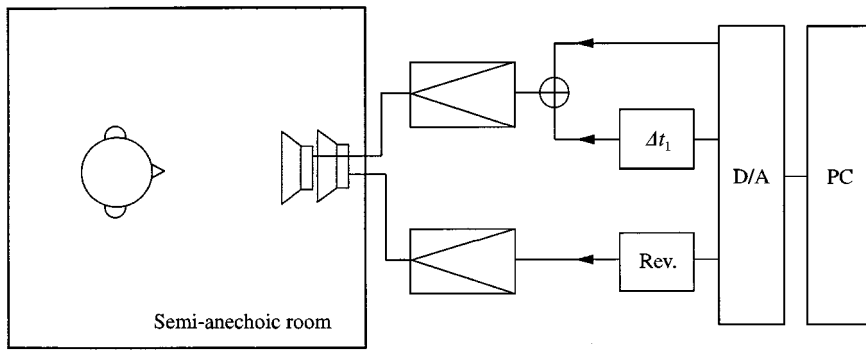 Δt₁
D/A
PC
Rev.
Semi-anechoic room